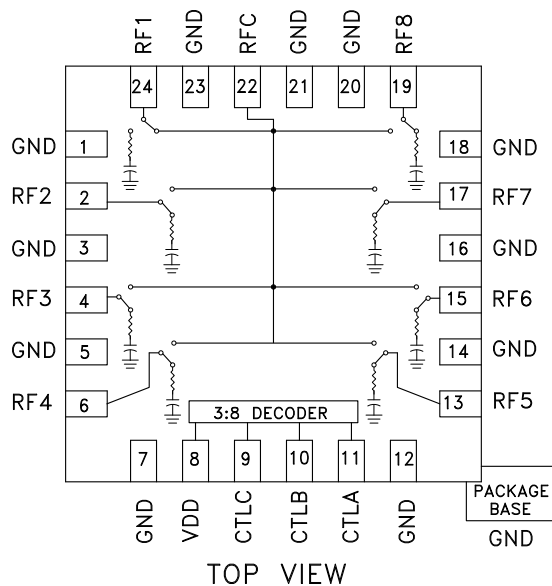 RF1 GND RFC GND GND RF8
24 23 22 21 20 19
GND 1 18 GND
RF2 2 17 RF7
GND 3 16 GND
RF3 4 15 RF6
GND 5 14 GND
RF4 6 13 RF5
3:8 DECODER
7 8 9 10 11 12
GND VDD CTLC CTLB CTLA GND
PACKAGE
BASE
GND
TOP VIEW